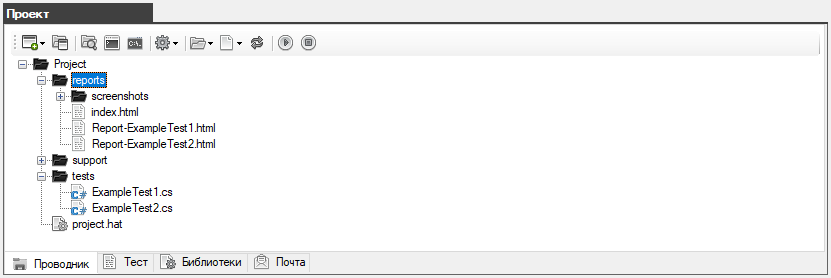 Проект
Project
reports
screenshots
index.html
Report-ExampleTest1.html
Report-ExampleTest2.html
support
tests
ExampleTest1.cs
ExampleTest2.cs
project.hat
Проводник Тест Библиотеки Почта